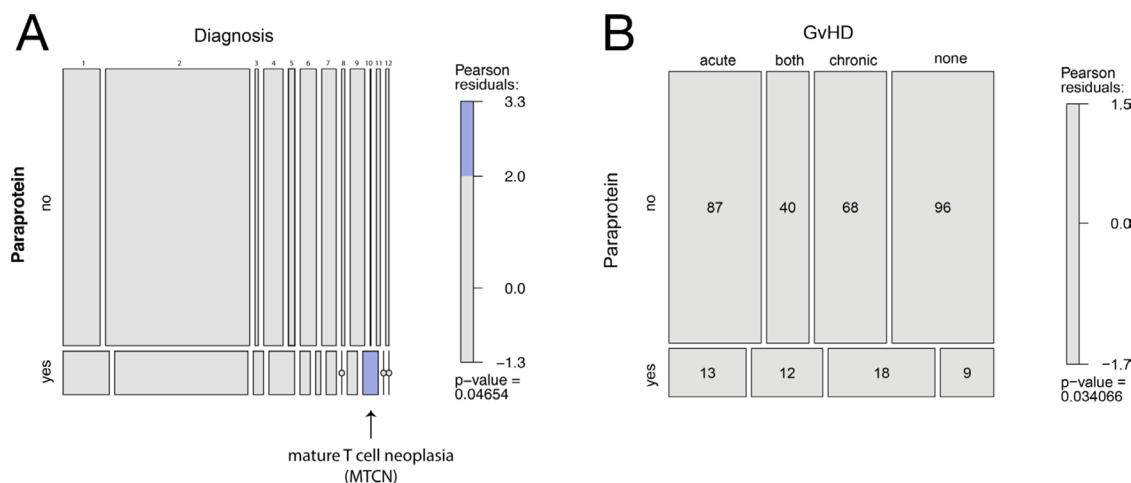 A
Diagnosis
1 2 3 4 5 6 7 8 9 10 11 12
Paraprotein
no
yes
Pearson
residuals:
3.3
2.0
0.0
−1.3
p−value =
0.04654
mature T cell neoplasia
(MTCN)
B
GvHD
acute both chronic none
Paraprotein
no
yes
87 40 68 96
13 12 18 9
Pearson
residuals:
1.5
0.0
−1.7
p−value =
0.034066